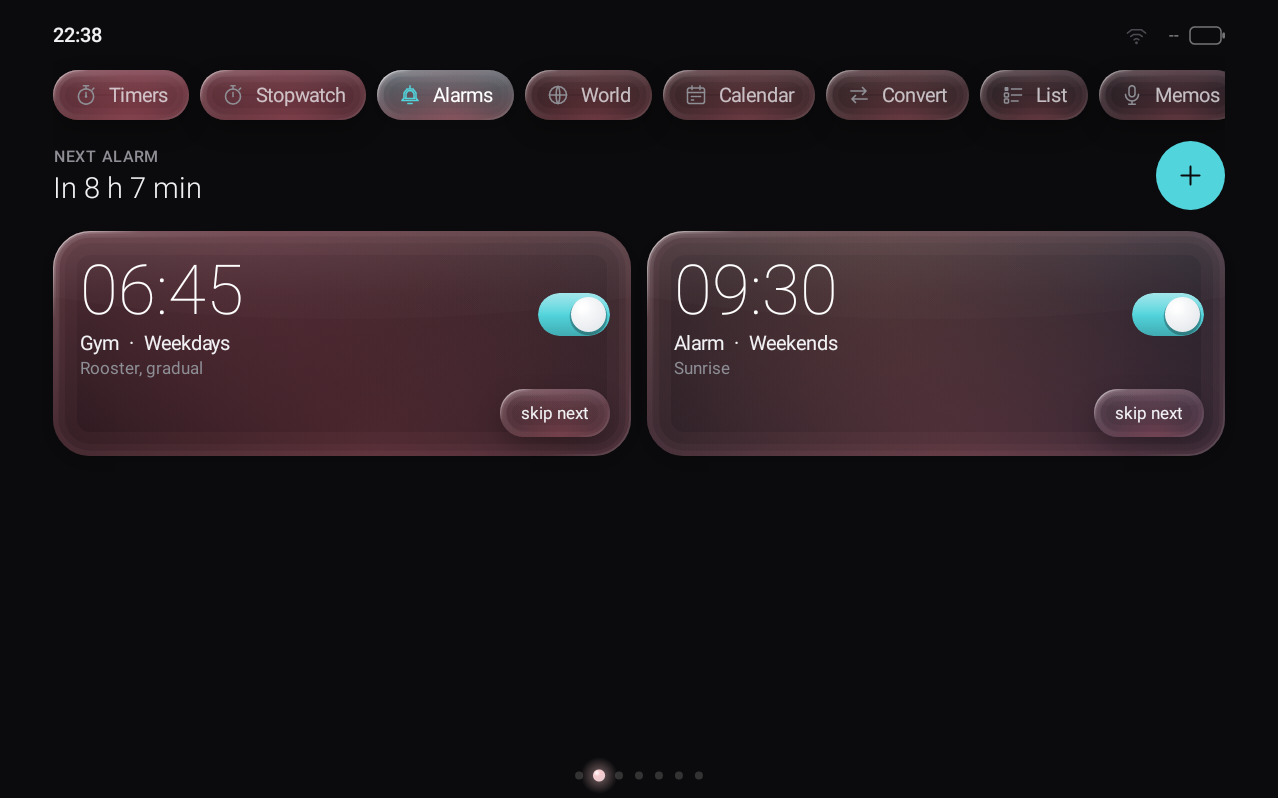 22:38
--
Timers Stopwatch Alarms World Calendar Convert List Memos
NEXT ALARM
In 8 h 7 min
06:45
Gym · Weekdays
Rooster, gradual
skip next
09:30
Alarm · Weekends
Sunrise
skip next